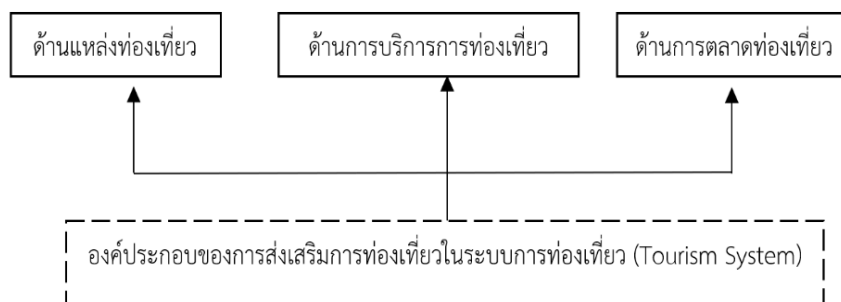 ด้านแหล่งท่องเที่ยว
ด้านการบริการการท่องเที่ยว
ด้านการตลาดท่องเที่ยว
องค์ประกอบของการส่งเสริมการท่องเที่ยวในระบบการท่องเที่ยว (Tourism System)